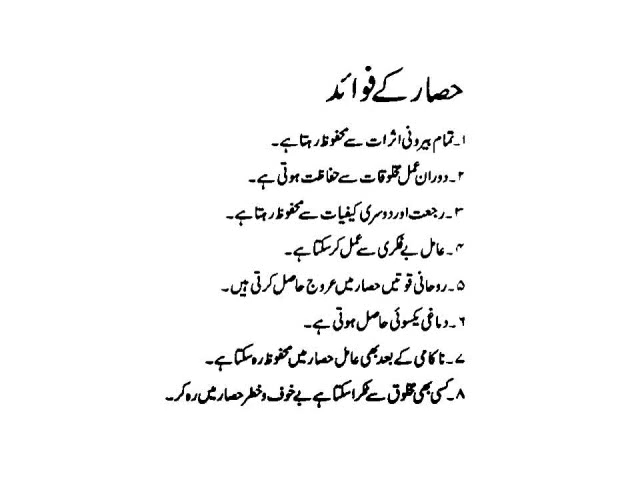 حصار کے فوائد
۱۔ تمام بیرونی اثرات سے محفوظ رہتا ہے۔
۲۔ دوران عمل مخلوقات سے حفاظت ہوتی ہے۔
۳۔ رجعت اور دوسری کیفیات سے محفوظ رہتا ہے۔
۴۔ عامل بے فکری سے عمل کر سکتا ہے۔
۵۔ روحانی قوتیں حصار میں عروج حاصل کرتی ہیں۔
۶۔ دماغی یکسوئی حاصل ہوتی ہے۔
۷۔ ناکامی کے بعد بھی عامل حصار میں محفوظ رہ سکتا ہے۔
۸۔ کسی بھی مخلوق سے ٹکرا سکتا ہے بے خوف و خطر حصار میں رہ کر۔